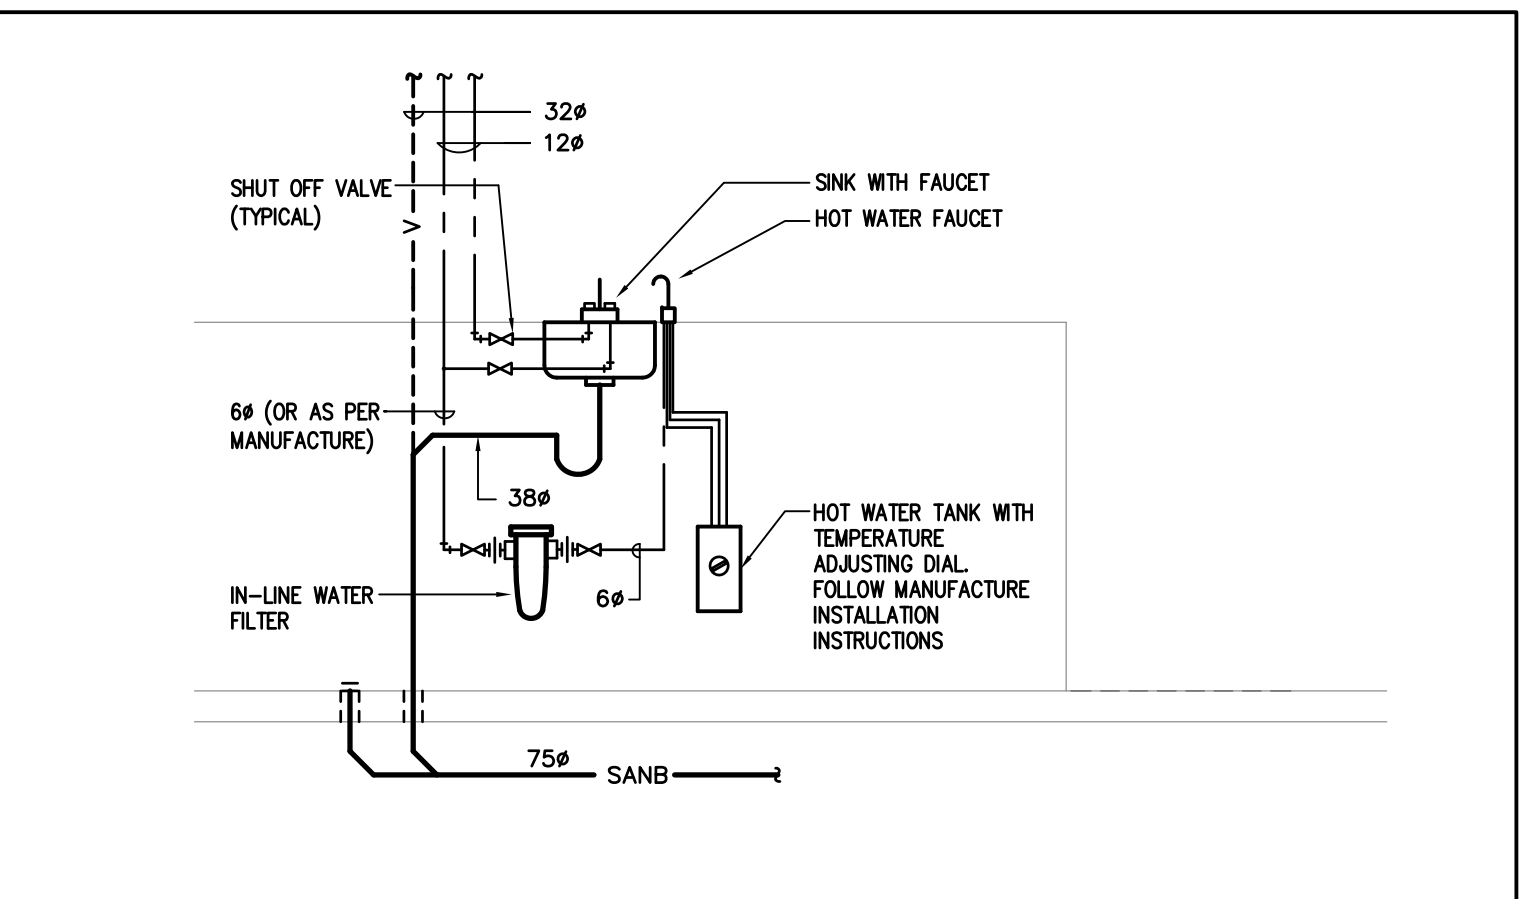 32ø
12ø
SHUT OFF VALVE
(TYPICAL)
V
SINK WITH FAUCET
HOT WATER FAUCET
6ø (OR AS PER
MANUFACTURE)
38ø
HOT WATER TANK WITH
TEMPERATURE
ADJUSTING DIAL.
FOLLOW MANUFACTURE
INSTALLATION
INSTRUCTIONS
IN-LINE WATER
FILTER
6ø
75ø
SANB